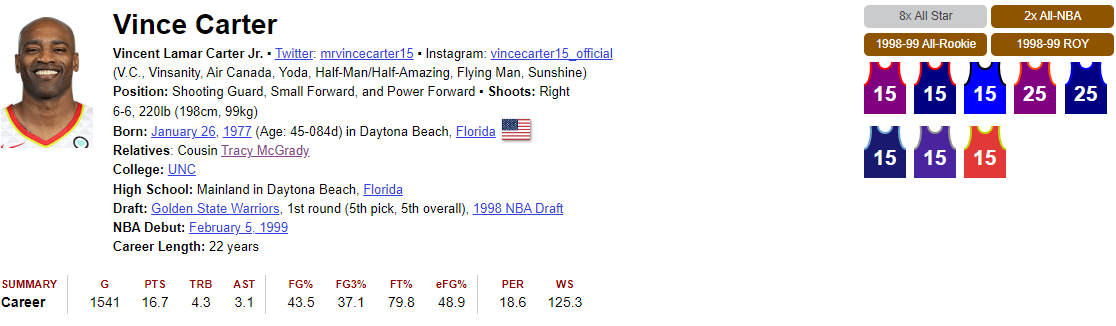 Vince Carter
Vincent Lamar Carter Jr. ▪ Twitter: mrvincecarter15 ▪ Instagram: vincecarter15_official
(V.C., Vinsanity, Air Canada, Yoda, Half-Man/Half-Amazing, Flying Man, Sunshine)
Position: Shooting Guard, Small Forward, and Power Forward ▪ Shoots: Right
6-6, 220lb (198cm, 99kg)
Born: January 26, 1977 (Age: 45-084d) in Daytona Beach, Florida
Relatives: Cousin Tracy McGrady
College: UNC
High School: Mainland in Daytona Beach, Florida
Draft: Golden State Warriors, 1st round (5th pick, 5th overall), 1998 NBA Draft
NBA Debut: February 5, 1999
Career Length: 22 years
8x All Star 2x All-NBA
1998-99 All-Rookie 1998-99 ROY
15 15 15 25 25
15 15 15
SUMMARY G PTS TRB AST FG% FG3% FT% eFG% PER WS
Career 1541 16.7 4.3 3.1 43.5 37.1 79.8 48.9 18.6 125.3